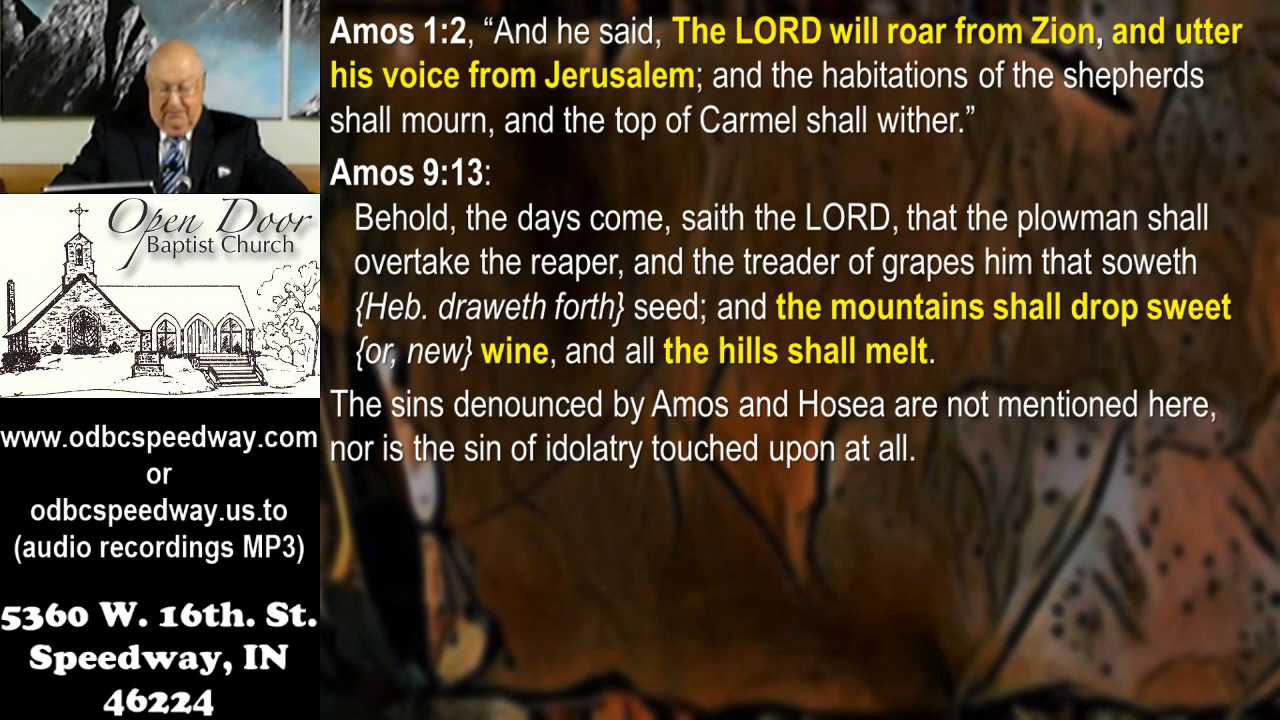 Amos 1:2, “And he said, The LORD will roar from Zion, and utter
his voice from Jerusalem; and the habitations of the shepherds
shall mourn, and the top of Carmel shall wither.”
Amos 9:13:
Behold, the days come, saith the LORD, that the plowman shall
overtake the reaper, and the treader of grapes him that soweth
{Heb. draweth forth} seed; and the mountains shall drop sweet
{or, new} wine, and all the hills shall melt.
The sins denounced by Amos and Hosea are not mentioned here,
nor is the sin of idolatry touched upon at all.
Open Door
Baptist Church
www.odbcspeedway.com
or
odbcspeedway.us.to
(audio recordings MP3)
5360 W. 16th. St.
Speedway, IN
46224